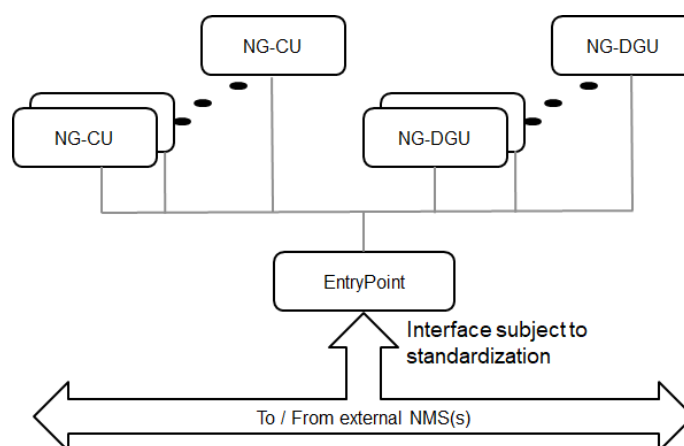 NG-CU
NG-DGU
NG-CU
NG-DGU
EntryPoint
Interface subject to
standardization
To / From external NMS(s)